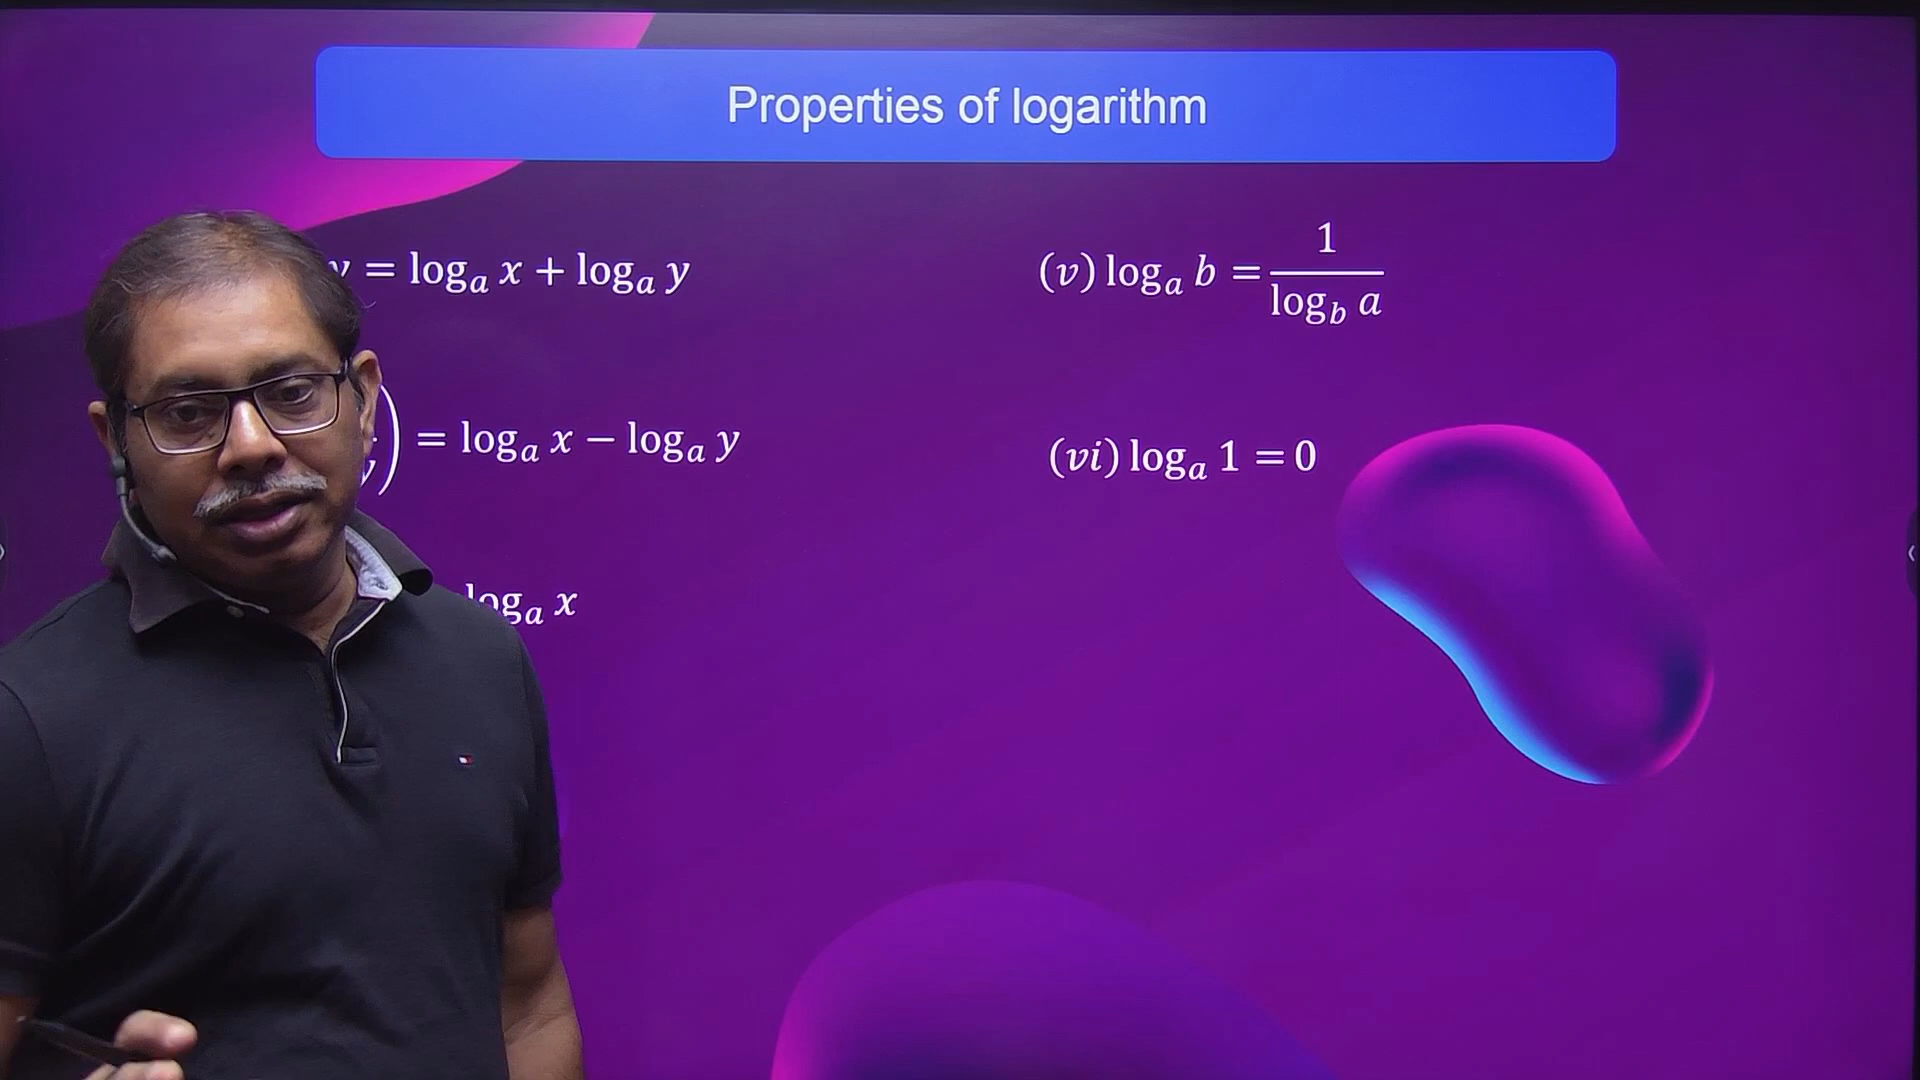 Properties of logarithm
y = logₐ x + logₐ y
= logₐ x − logₐ y
logₐ x
(v) logₐ b = 1 / log_b a
(vi) logₐ 1 = 0